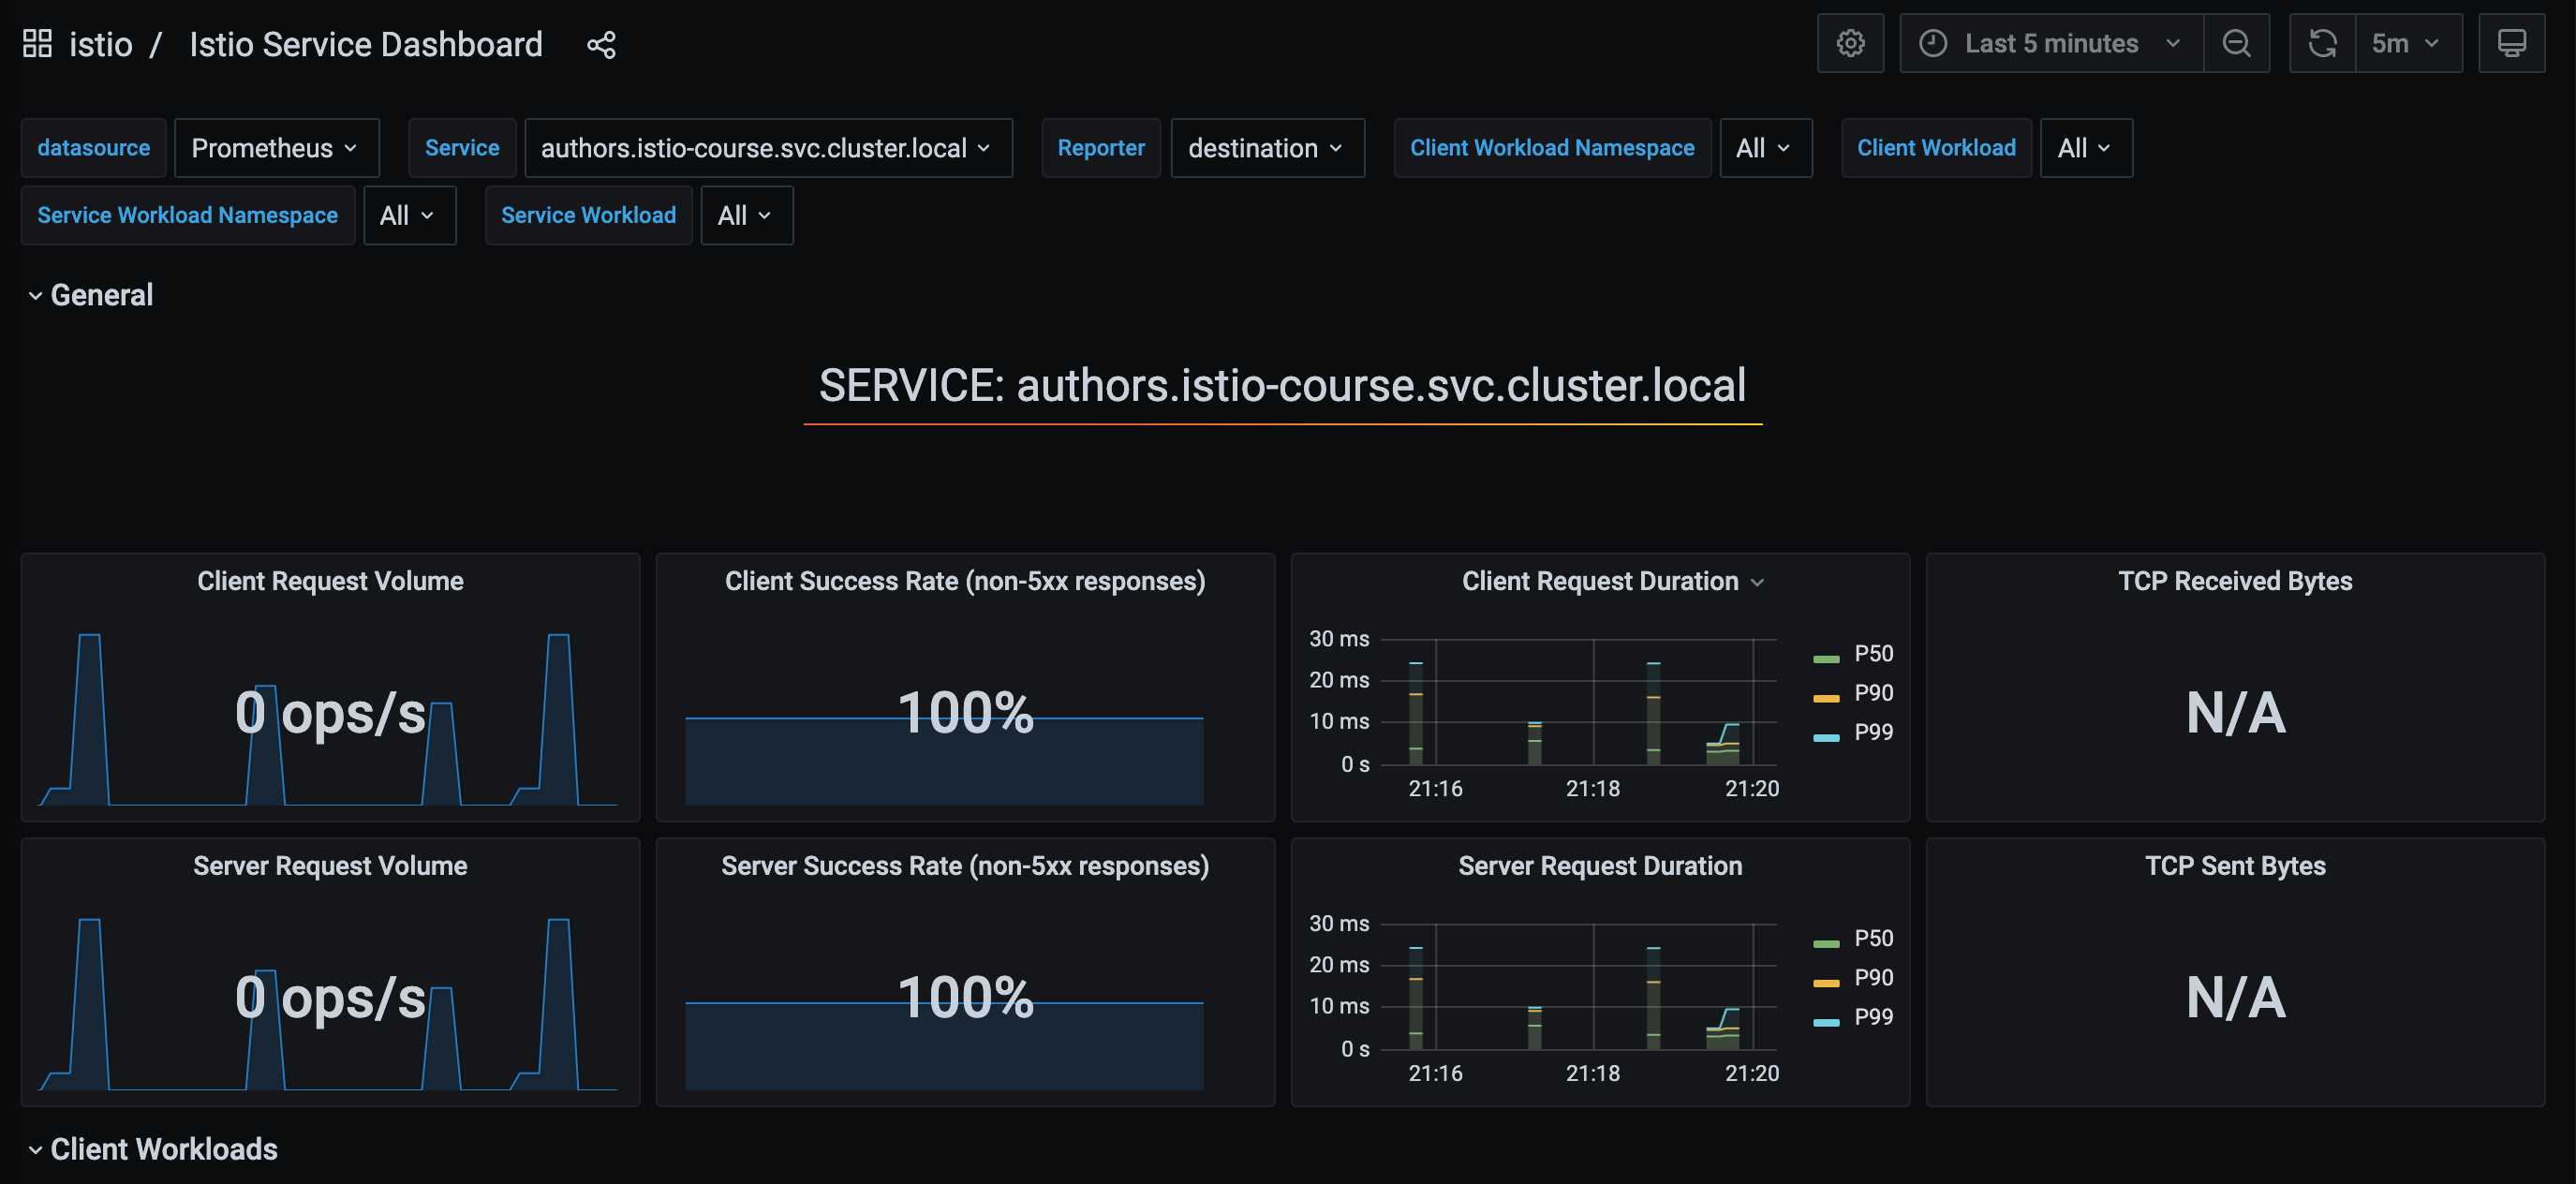 istio / Istio Service Dashboard
Last 5 minutes
5m
datasource Prometheus Service authors.istio-course.svc.cluster.local Reporter destination Client Workload Namespace All Client Workload All
Service Workload Namespace All Service Workload All
General
SERVICE: authors.istio-course.svc.cluster.local
Client Request Volume
0 ops/s
Client Success Rate (non-5xx responses)
100%
Client Request Duration
30 ms
20 ms
10 ms
0 s
21:16 21:18 21:20
P50
P90
P99
TCP Received Bytes
N/A
Server Request Volume
0 ops/s
Server Success Rate (non-5xx responses)
100%
Server Request Duration
30 ms
20 ms
10 ms
0 s
21:16 21:18 21:20
P50
P90
P99
TCP Sent Bytes
N/A
Client Workloads